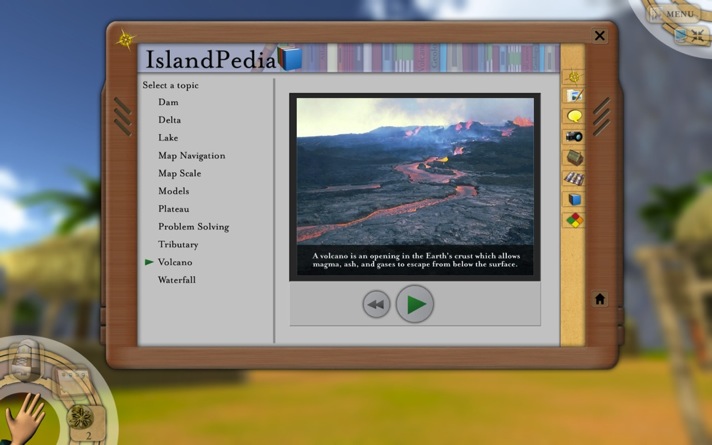 MENU
IslandPedia
Select a topic
Dam
Delta
Lake
Map Navigation
Map Scale
Models
Plateau
Problem Solving
Tributary
Volcano
Waterfall
A volcano is an opening in the Earth's crust which allows
magma, ash, and gases to escape from below the surface.
2